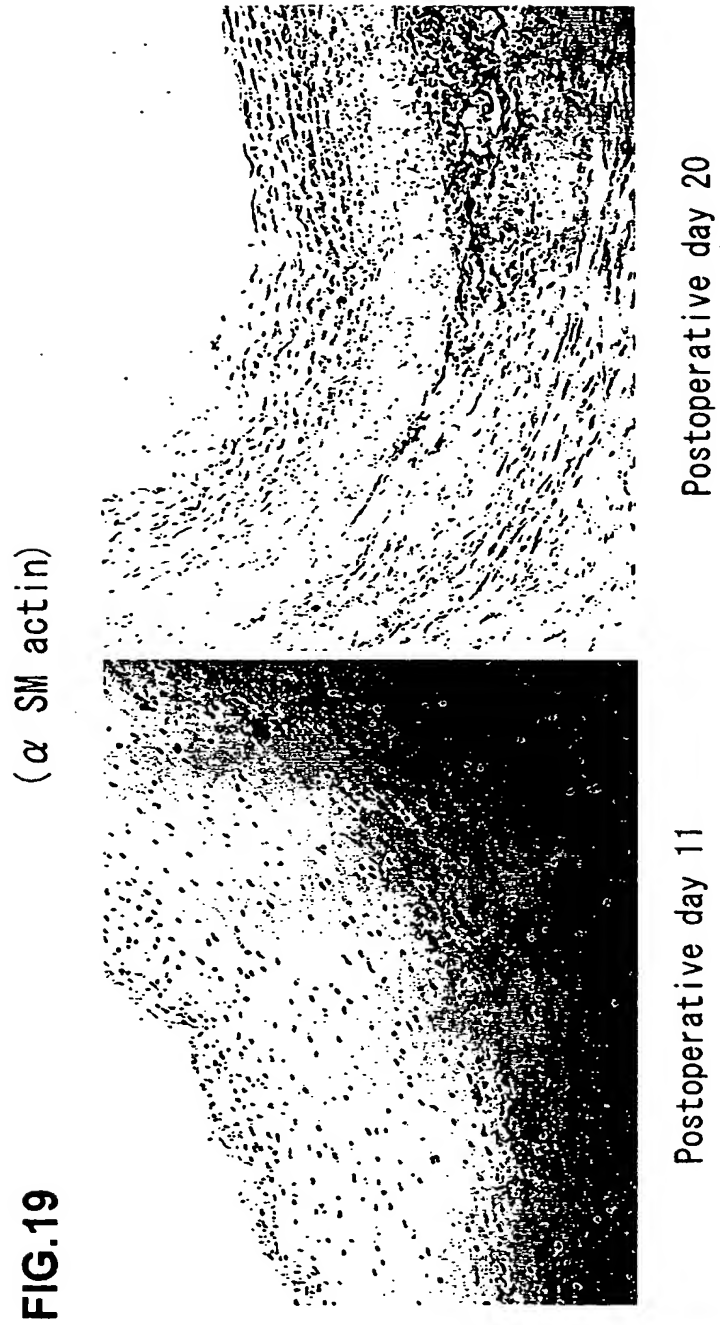 FIG.19
(α SM actin)
Postoperative day 11
Postoperative day 20